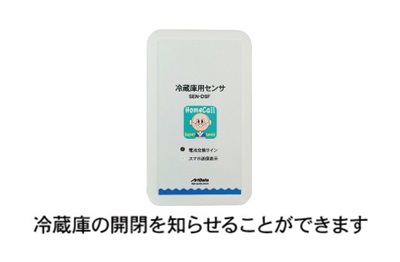 冷蔵庫用センサ
SEN-DSF
HomeCall
電池交換サイン
スマホ送信表示
冷蔵庫の開閉を知らせることができます